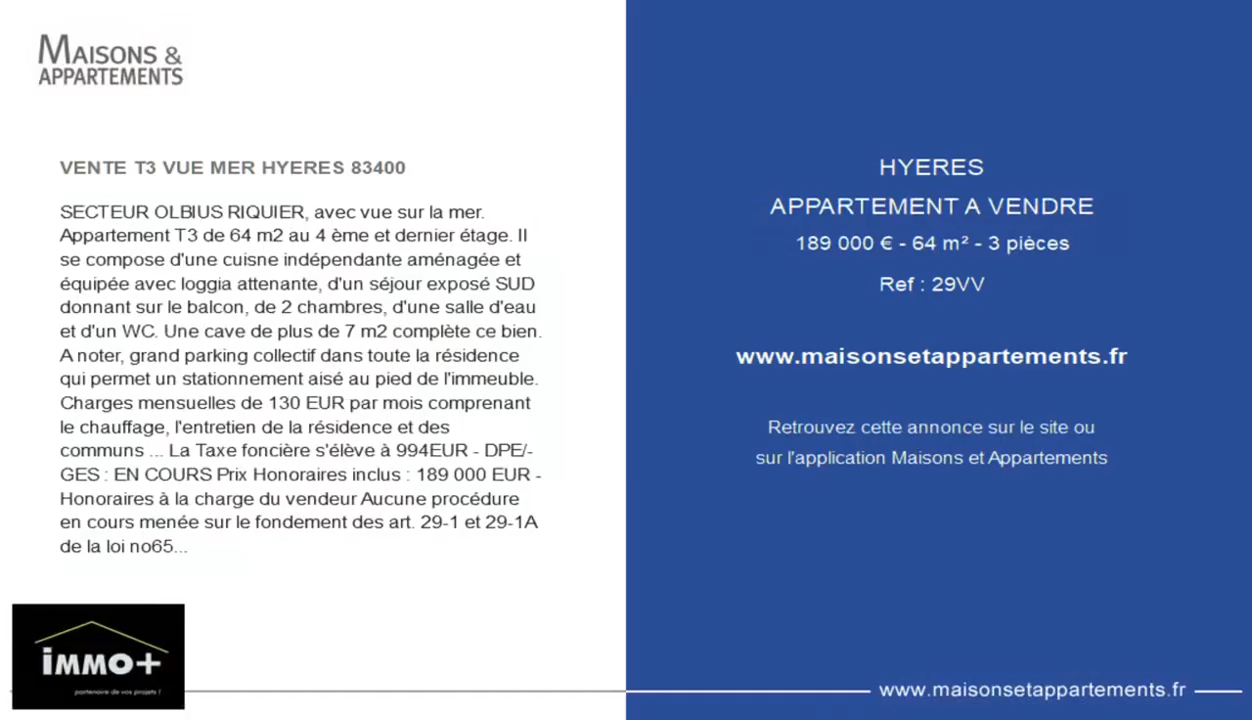 MAISONS &
APPARTEMENTS
VENTE T3 VUE MER HYERES 83400
SECTEUR OLBIUS RIQUIER, avec vue sur la mer.
Appartement T3 de 64 m2 au 4 ème et dernier étage. Il
se compose d'une cuisne indépendante aménagée et
équipée avec loggia attenante, d'un séjour exposé SUD
donnant sur le balcon, de 2 chambres, d'une salle d'eau
et d'un WC. Une cave de plus de 7 m2 complète ce bien.
A noter, grand parking collectif dans toute la résidence
qui permet un stationnement aisé au pied de l'immeuble.
Charges mensuelles de 130 EUR par mois comprenant
le chauffage, l'entretien de la résidence et des
communs ... La Taxe foncière s'élève à 994EUR - DPE/-
GES : EN COURS Prix Honoraires inclus : 189 000 EUR -
Honoraires à la charge du vendeur Aucune procédure
en cours menée sur le fondement des art. 29-1 et 29-1A
de la loi no65...
iMMO+
partenaire de vos projets !
HYERES
APPARTEMENT A VENDRE
189 000 € - 64 m² - 3 pièces
Ref : 29VV
www.maisonsetappartements.fr
Retrouvez cette annonce sur le site ou
sur l'application Maisons et Appartements
www.maisonsetappartements.fr